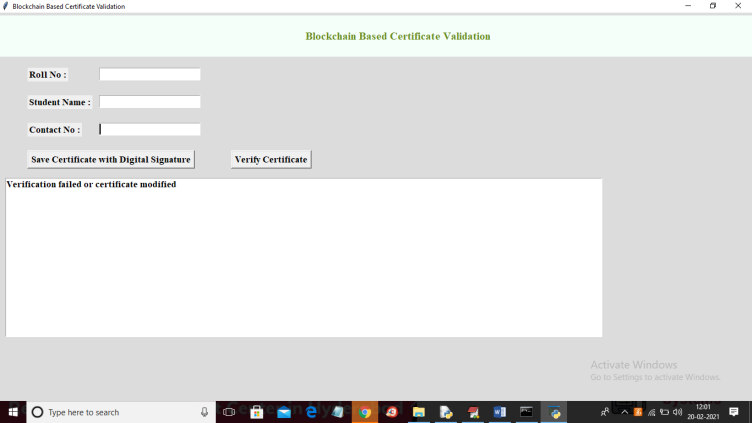 Blockchain Based Certificate Validation
Blockchain Based Certificate Validation
Roll No :
Student Name :
Contact No :
Save Certificate with Digital Signature
Verify Certificate
Verification failed or certificate modified
Activate Windows
Go to Settings to activate Windows.
Type here to search
12:01
20-02-2021